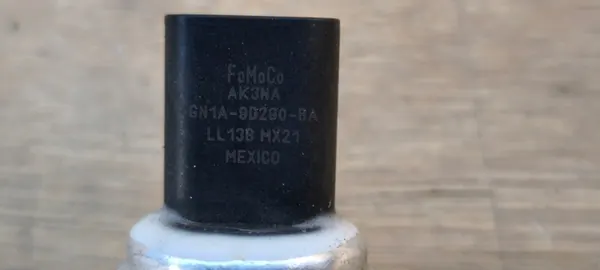 FoMoCo
AK3NA
GN1A-9D290-BA
LL13B MX21
MEXICO